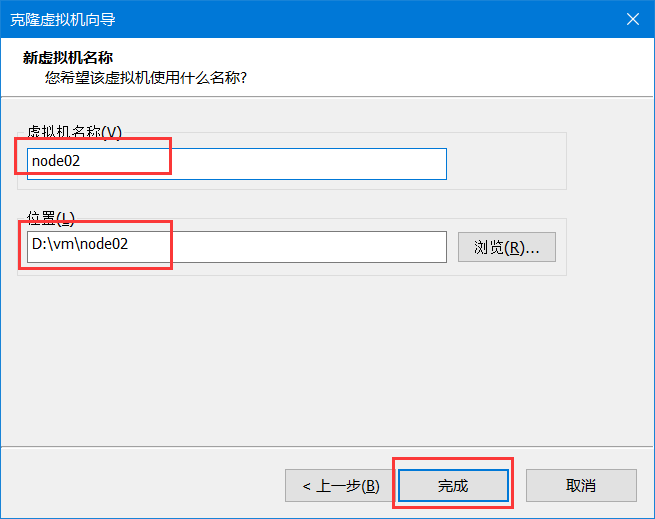 克隆虚拟机向导
新虚拟机名称
您希望该虚拟机使用什么名称?
虚拟机名称(V)
node02
位置(L)
D:\vm\node02
浏览(R)...
< 上一步(B)
完成
取消